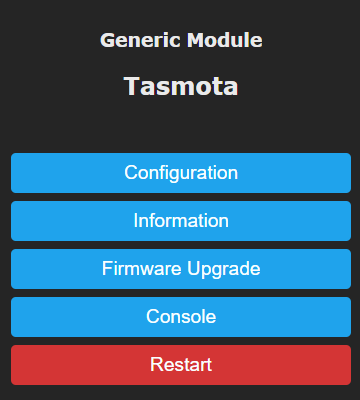 Generic Module
Tasmota
Configuration
Information
Firmware Upgrade
Console
Restart